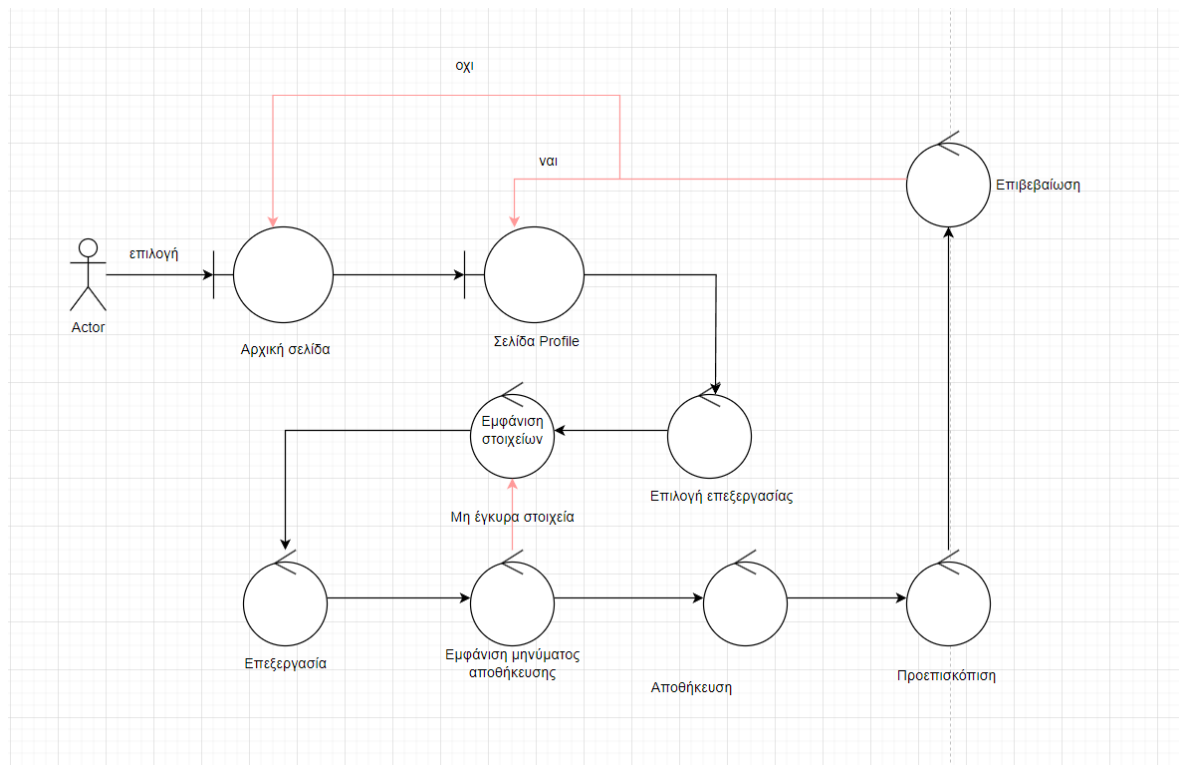 οχι
ναι
Επιβεβαίωση
επιλογή
Actor
Αρχική σελίδα
Σελίδα Profile
Εμφάνιση
στοιχείων
Επιλογή επεξεργασίας
Μη έγκυρα στοιχεία
Επεξεργασία
Εμφάνιση μηνύματος
αποθήκευσης
Αποθήκευση
Προεπισκόπιση